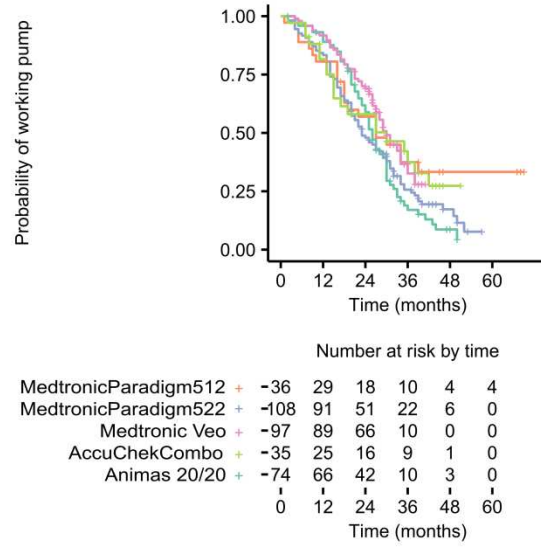 Probability of working pump
1.00
0.75
0.50
0.25
0.00
0 12 24 36 48 60
Time (months)
Number at risk by time
MedtronicParadigm512 36 29 18 10 4 4
MedtronicParadigm522 108 91 51 22 6 0
Medtronic Veo 97 89 66 10 0 0
AccuChekCombo 35 25 16 9 1 0
Animas 20/20 74 66 42 10 3 0
0 12 24 36 48 60
Time (months)